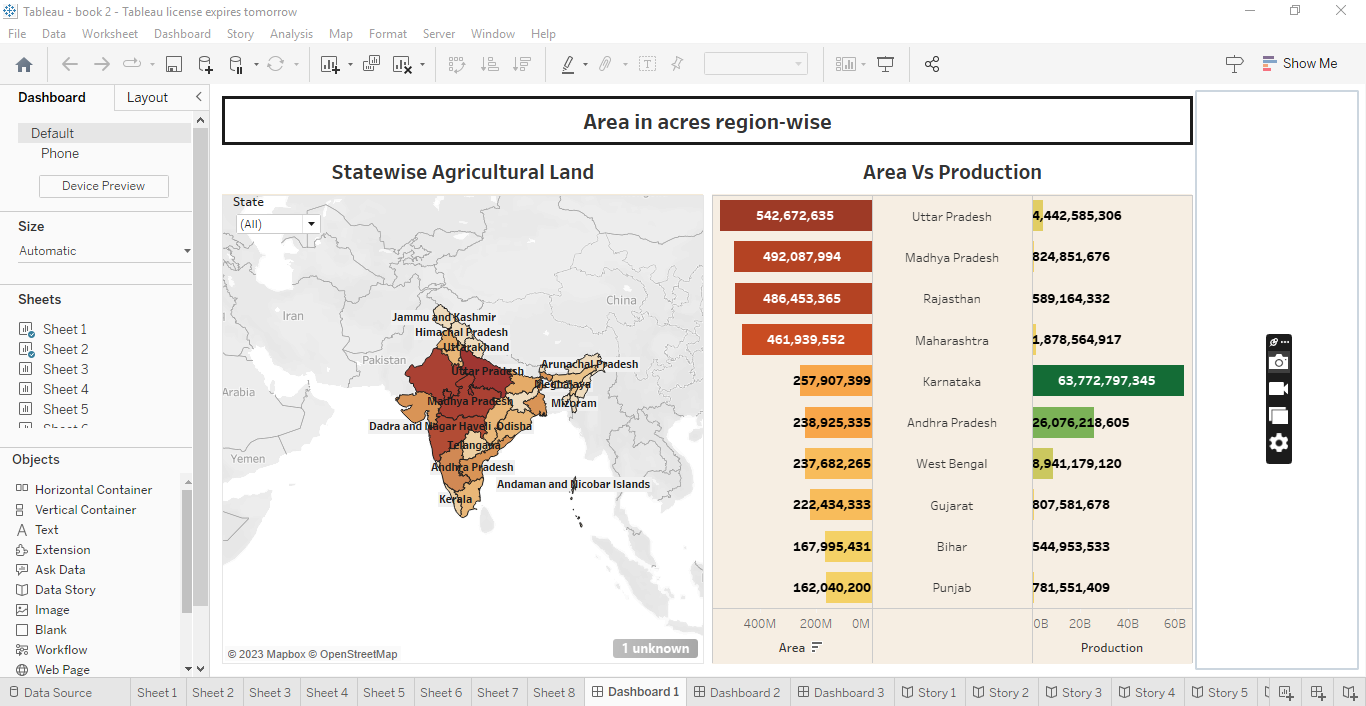 Tableau - book 2 - Tableau license expires tomorrow
File Data Worksheet Dashboard Story Analysis Map Format Server Window Help
Show Me
Dashboard Layout
Default
Phone
Device Preview
Size
Automatic
Sheets
Sheet 1
Sheet 2
Sheet 3
Sheet 4
Sheet 5
Objects
Horizontal Container
Vertical Container
Text
Extension
Ask Data
Data Story
Image
Blank
Workflow
Web Page
Area in acres region-wise
Statewise Agricultural Land
State
(All)
China
Iran
Jammu and Kashmir
Himachal Pradesh
Uttarakhand
Pakistan
Arunachal Pradesh
Uttar Pradesh
Meghalaya
Arabia
Madhya Pradesh
Mizoram
Dadra and Nagar Haveli
Odisha
Telangana
Yemen
Andhra Pradesh
Andaman and Nicobar Islands
Kerala
© 2023 Mapbox © OpenStreetMap
1 unknown
Area Vs Production
542,672,635 Uttar Pradesh 4,442,585,306
492,087,994 Madhya Pradesh 824,851,676
486,453,365 Rajasthan 589,164,332
461,939,552 Maharashtra 1,878,564,917
257,907,399 Karnataka 63,772,797,345
238,925,335 Andhra Pradesh 26,076,218,605
237,682,265 West Bengal 8,941,179,120
222,434,333 Gujarat 807,581,678
167,995,431 Bihar 544,953,533
162,040,200 Punjab 781,551,409
400M 200M 0M 0B 20B 40B 60B
Area Production
Data Source Sheet 1 Sheet 2 Sheet 3 Sheet 4 Sheet 5 Sheet 6 Sheet 7 Sheet 8 Dashboard 1 Dashboard 2 Dashboard 3 Story 1 Story 2 Story 3 Story 4 Story 5